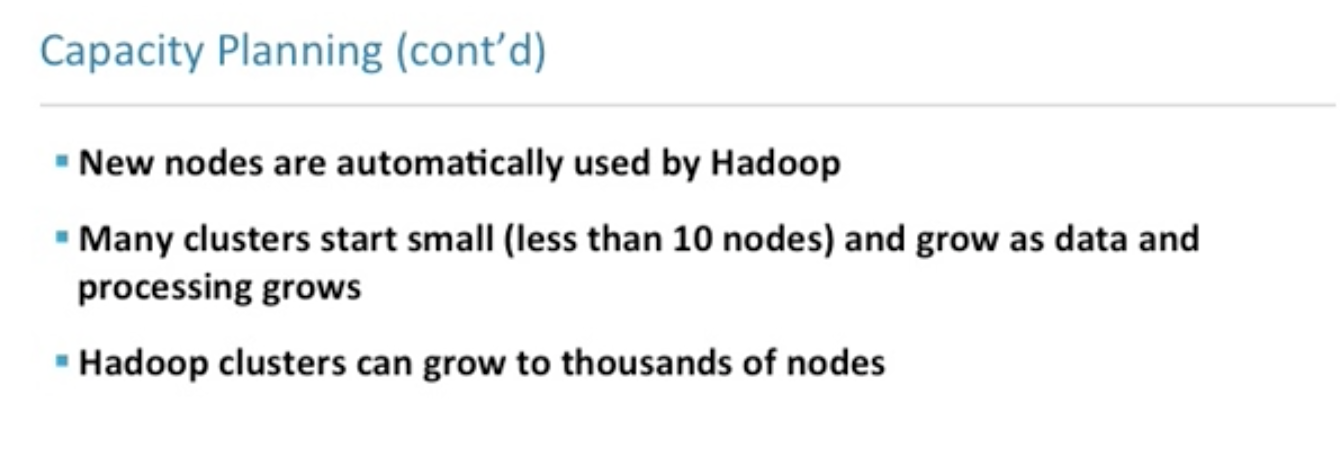 Capacity Planning (cont’d)
▪ New nodes are automatically used by Hadoop
▪ Many clusters start small (less than 10 nodes) and grow as data and
processing grows
▪ Hadoop clusters can grow to thousands of nodes